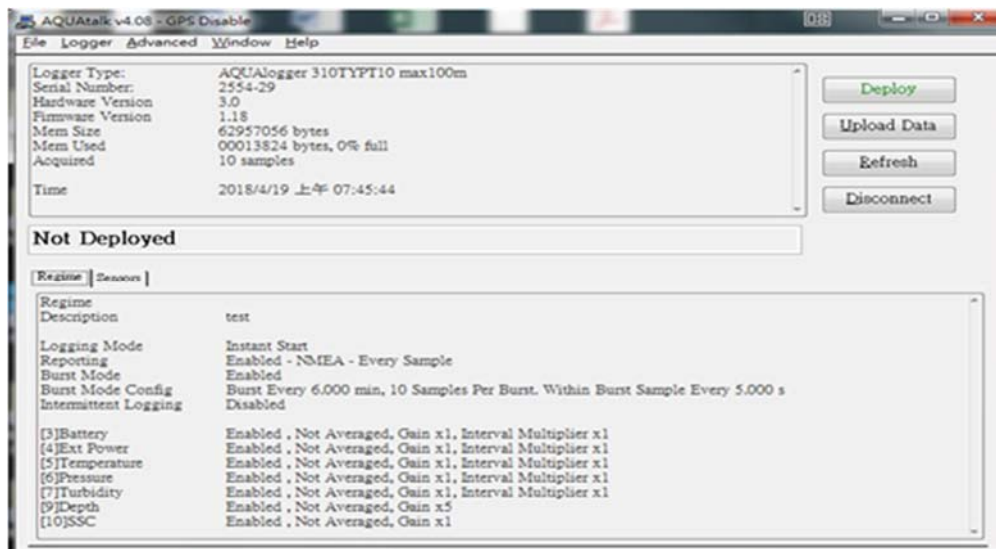 AQUAtalk v4.08 - GPS Disable
File Logger Advanced Window Help
Logger Type: AQUAlogger 310TYPT10 max100m
Serial Number: 2554-29
Hardware Version 3.0
Firmware Version 1.18
Mem Size 62957056 bytes
Mem Used 00013824 bytes, 0% full
Acquired 10 samples
Time 2018/4/19 上午 07:45:44
Deploy
Upload Data
Refresh
Disconnect
Not Deployed
Regime Sensors
Regime
Description test
Logging Mode Instant Start
Reporting Enabled - NMEA - Every Sample
Burst Mode Enabled
Burst Mode Config Burst Every 6.000 min, 10 Samples Per Burst. Within Burst Sample Every 5.000 s
Intermittent Logging Disabled
[3]Battery Enabled , Not Averaged, Gain x1, Interval Multiplier x1
[4]Ext Power Enabled , Not Averaged, Gain x1, Interval Multiplier x1
[5]Temperature Enabled , Not Averaged, Gain x1, Interval Multiplier x1
[6]Pressure Enabled , Not Averaged, Gain x1, Interval Multiplier x1
[7]Turbidity Enabled , Not Averaged, Gain x1, Interval Multiplier x1
[9]Depth Enabled , Not Averaged, Gain x5
[10]SSC Enabled , Not Averaged, Gain x1